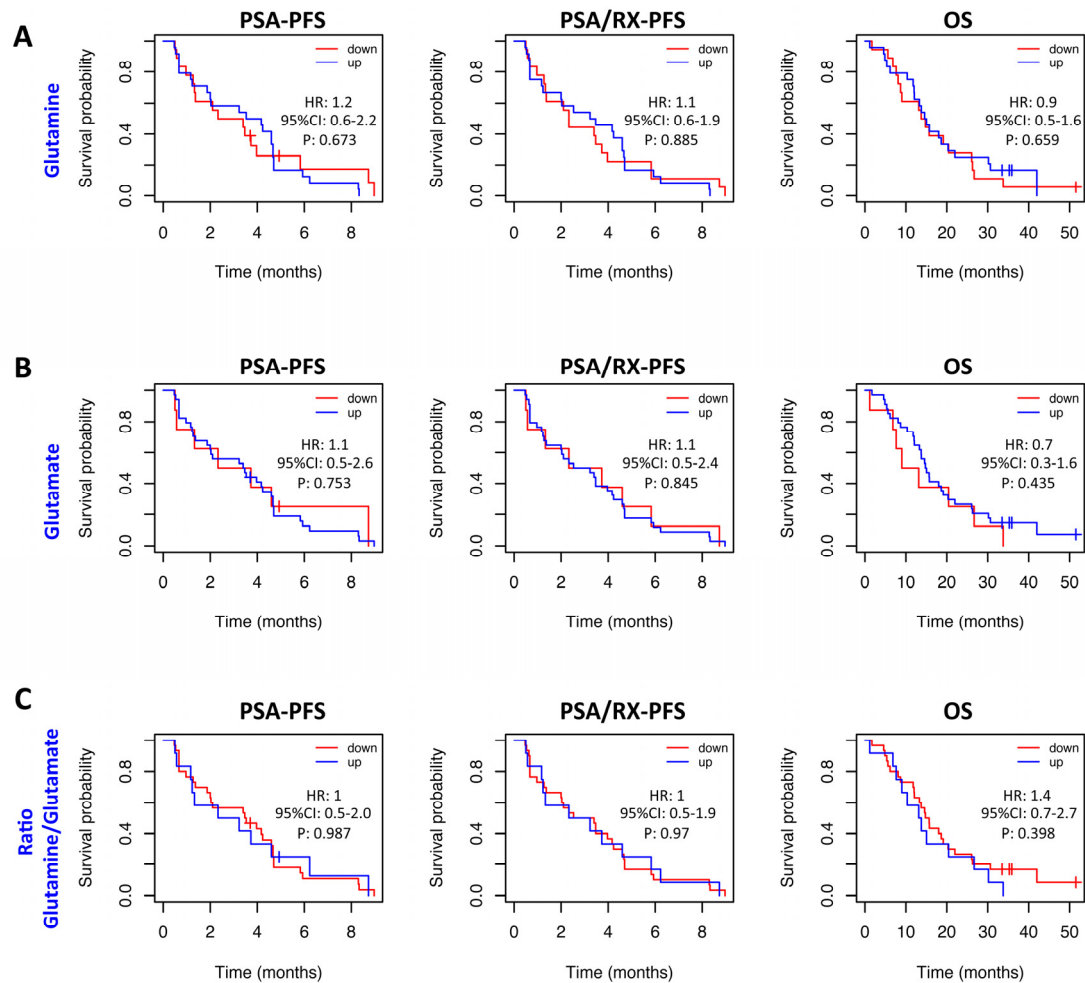 A
Glutamine
PSA-PFS
Survival probability
0.8
0.4
0.0
down
up
HR: 1.2
95%CI: 0.6-2.2
P: 0.673
0 2 4 6 8
Time (months)
PSA/RX-PFS
Survival probability
0.8
0.4
0.0
down
up
HR: 1.1
95%CI: 0.6-1.9
P: 0.885
0 2 4 6 8
Time (months)
OS
Survival probability
0.8
0.4
0.0
down
up
HR: 0.9
95%CI: 0.5-1.6
P: 0.659
0 10 20 30 40 50
Time (months)
B
Glutamate
PSA-PFS
Survival probability
0.8
0.4
0.0
down
up
HR: 1.1
95%CI: 0.5-2.6
P: 0.753
0 2 4 6 8
Time (months)
PSA/RX-PFS
Survival probability
0.8
0.4
0.0
down
up
HR: 1.1
95%CI: 0.5-2.4
P: 0.845
0 2 4 6 8
Time (months)
OS
Survival probability
0.8
0.4
0.0
down
up
HR: 0.7
95%CI: 0.3-1.6
P: 0.435
0 10 20 30 40 50
Time (months)
C
Ratio
Glutamine/Glutamate
PSA-PFS
Survival probability
0.8
0.4
0.0
down
up
HR: 1
95%CI: 0.5-2.0
P: 0.987
0 2 4 6 8
Time (months)
PSA/RX-PFS
Survival probability
0.8
0.4
0.0
down
up
HR: 1
95%CI: 0.5-1.9
P: 0.97
0 2 4 6 8
Time (months)
OS
Survival probability
0.8
0.4
0.0
down
up
HR: 1.4
95%CI: 0.7-2.7
P: 0.398
0 10 20 30 40 50
Time (months)